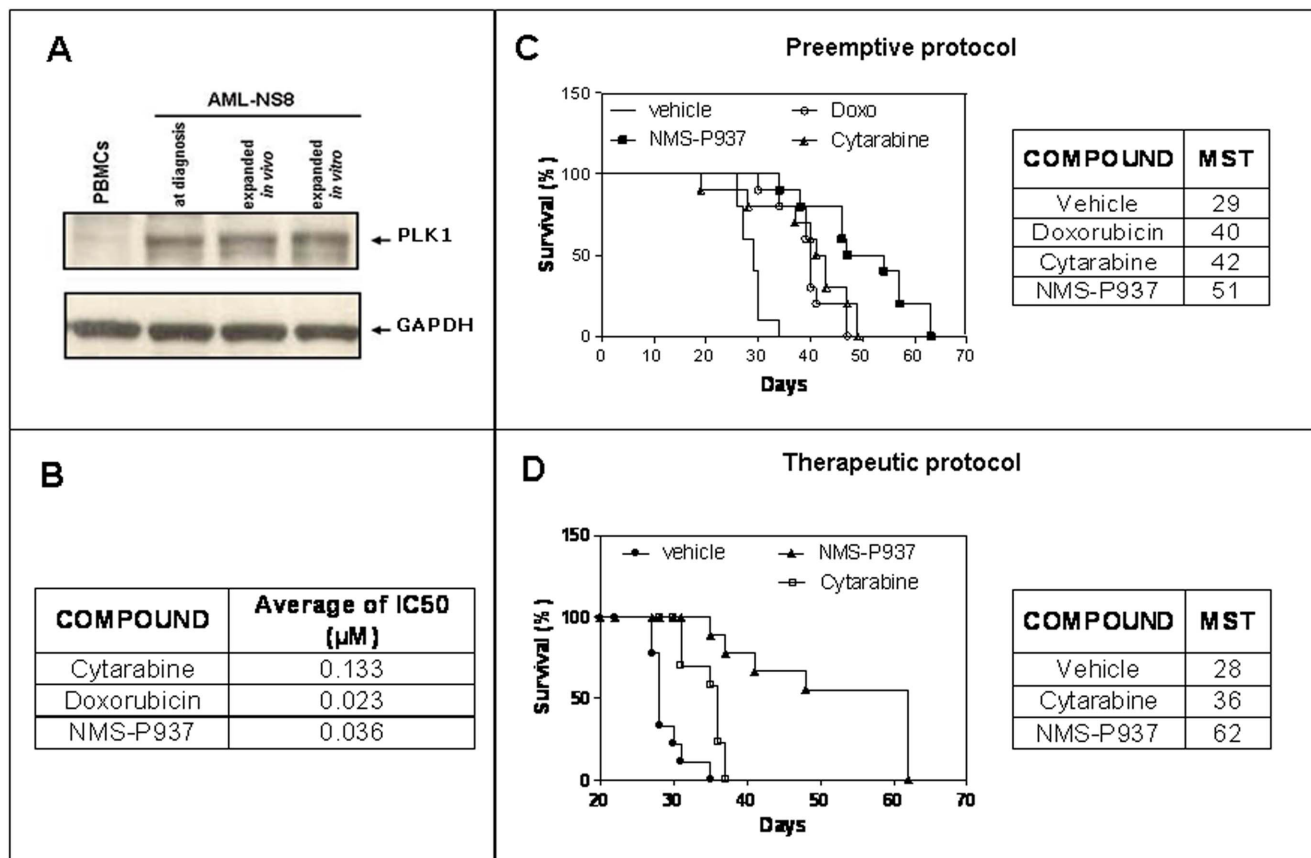 A
AML-NS8
PBMCs
at diagnosis
expanded
in vivo
expanded
in vitro
PLK1
GAPDH
B
COMPOUND Average of IC50
(µM)
Cytarabine 0.133
Doxorubicin 0.023
NMS-P937 0.036
C
Preemptive protocol
150
100
50
0
Survival (%)
vehicle Doxo
NMS-P937 Cytarabine
0 20 30 40 50 60 70
Days
COMPOUND MST
Vehicle 29
Doxorubicin 40
Cytarabine 42
NMS-P937 51
D
Therapeutic protocol
150
100
50
0
Survival (%)
vehicle NMS-P937
Cytarabine
20 30 40 50 60 70
Days
COMPOUND MST
Vehicle 28
Cytarabine 36
NMS-P937 62